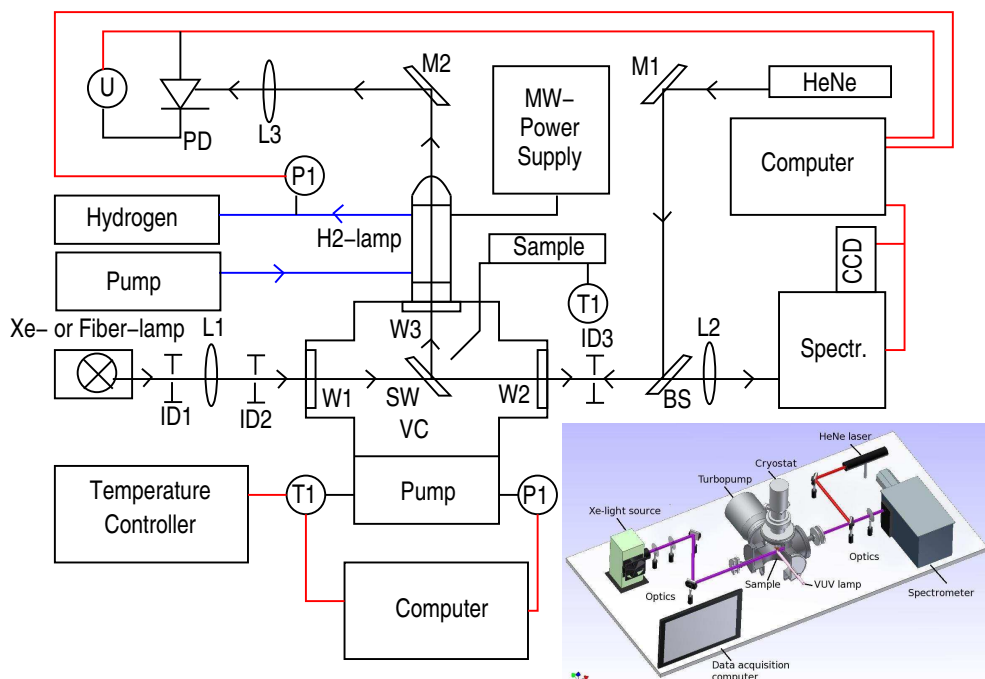 M2
M1
HeNe
U
MW-
Power
Supply
PD
L3
Computer
P1
Hydrogen
H2-lamp
Sample
CCD
Pump
T1
Xe- or Fiber-lamp
L1
W3
ID3
L2
Spectr.
ID1
ID2
W1
SW
W2
BS
VC
Temperature
Controller
T1
Pump
P1
Computer
HeNe laser
Cryostat
Turbopump
Xe-light source
Optics
Sample
VUV lamp
Optics
Spectrometer
Data acquisition
computer